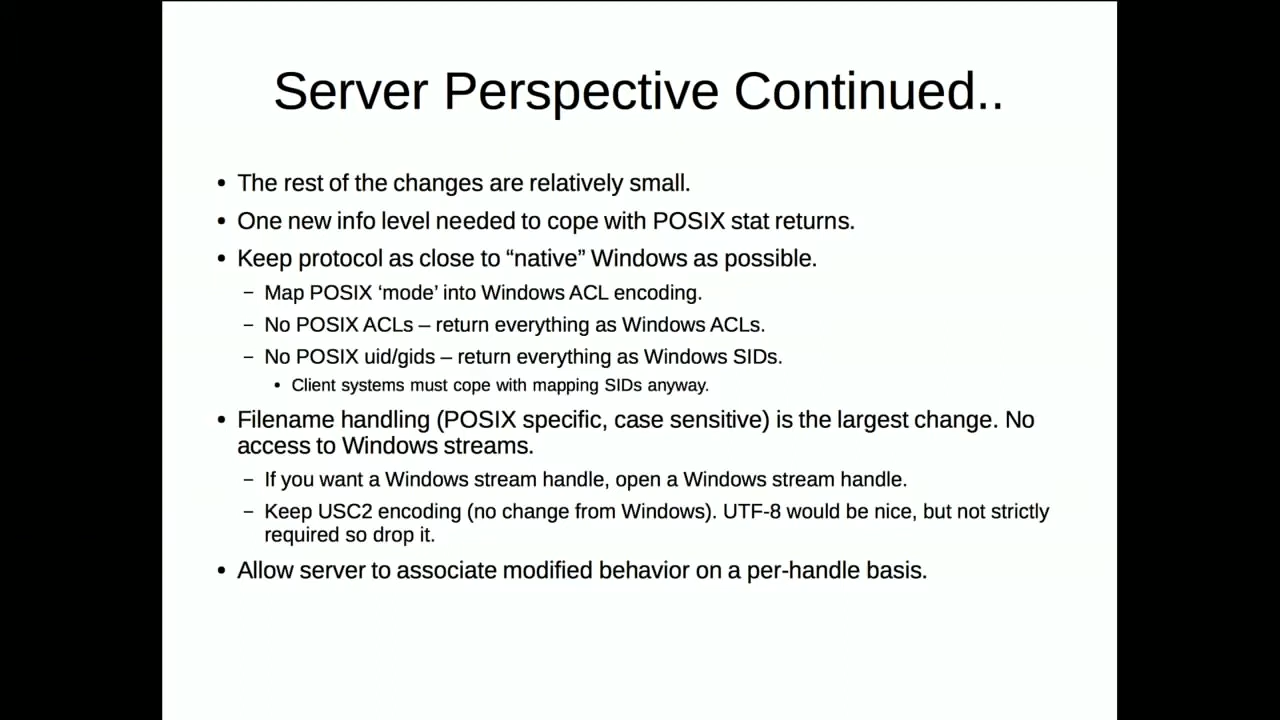 Server Perspective Continued..
• The rest of the changes are relatively small.
• One new info level needed to cope with POSIX stat returns.
• Keep protocol as close to “native” Windows as possible.
– Map POSIX ‘mode’ into Windows ACL encoding.
– No POSIX ACLs – return everything as Windows ACLs.
– No POSIX uid/gids – return everything as Windows SIDs.
• Client systems must cope with mapping SIDs anyway.
• Filename handling (POSIX specific, case sensitive) is the largest change. No
access to Windows streams.
– If you want a Windows stream handle, open a Windows stream handle.
– Keep USC2 encoding (no change from Windows). UTF-8 would be nice, but not strictly
required so drop it.
• Allow server to associate modified behavior on a per-handle basis.